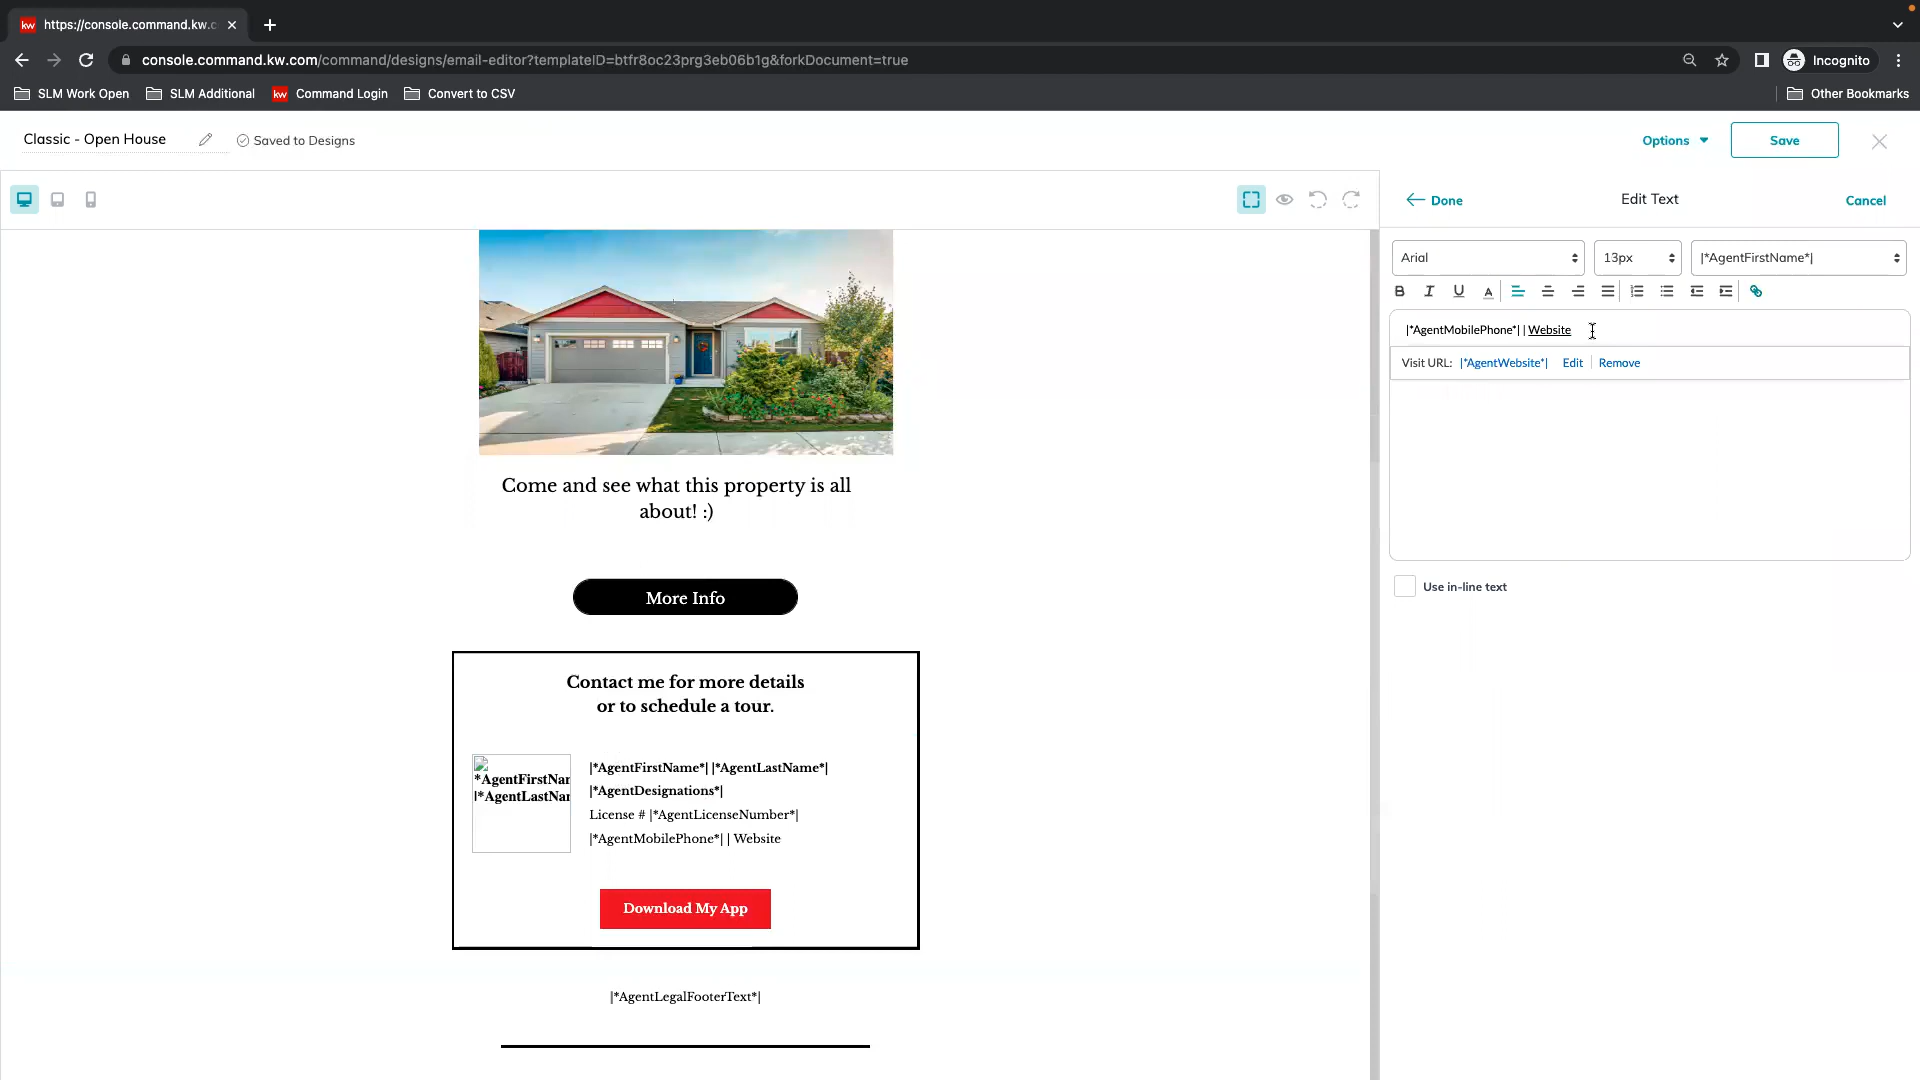 https://console.command.kw.c
console.command.kw.com/command/designs/email-editor?templateID=btfr8oc23prg3eb06b1g&forkDocument=true
Incognito
SLM Work Open
SLM Additional
kw
Command Login
Convert to CSV
Other Bookmarks
Classic - Open House
Saved to Designs
Options
Save
Done
Edit Text
Cancel
Arial
13px
|*AgentFirstName*|
B I U A
|*AgentMobilePhone*| | Website
Visit URL: |*AgentWebsite*| Edit Remove
Use in-line text
Come and see what this property is all
about! :)
More Info
Contact me for more details
or to schedule a tour.
*AgentFirstNar
|*AgentLastNar
|*AgentFirstName*| |*AgentLastName*|
|*AgentDesignations*|
License # |*AgentLicenseNumber*|
|*AgentMobilePhone*| | Website
Download My App
|*AgentLegalFooterText*|